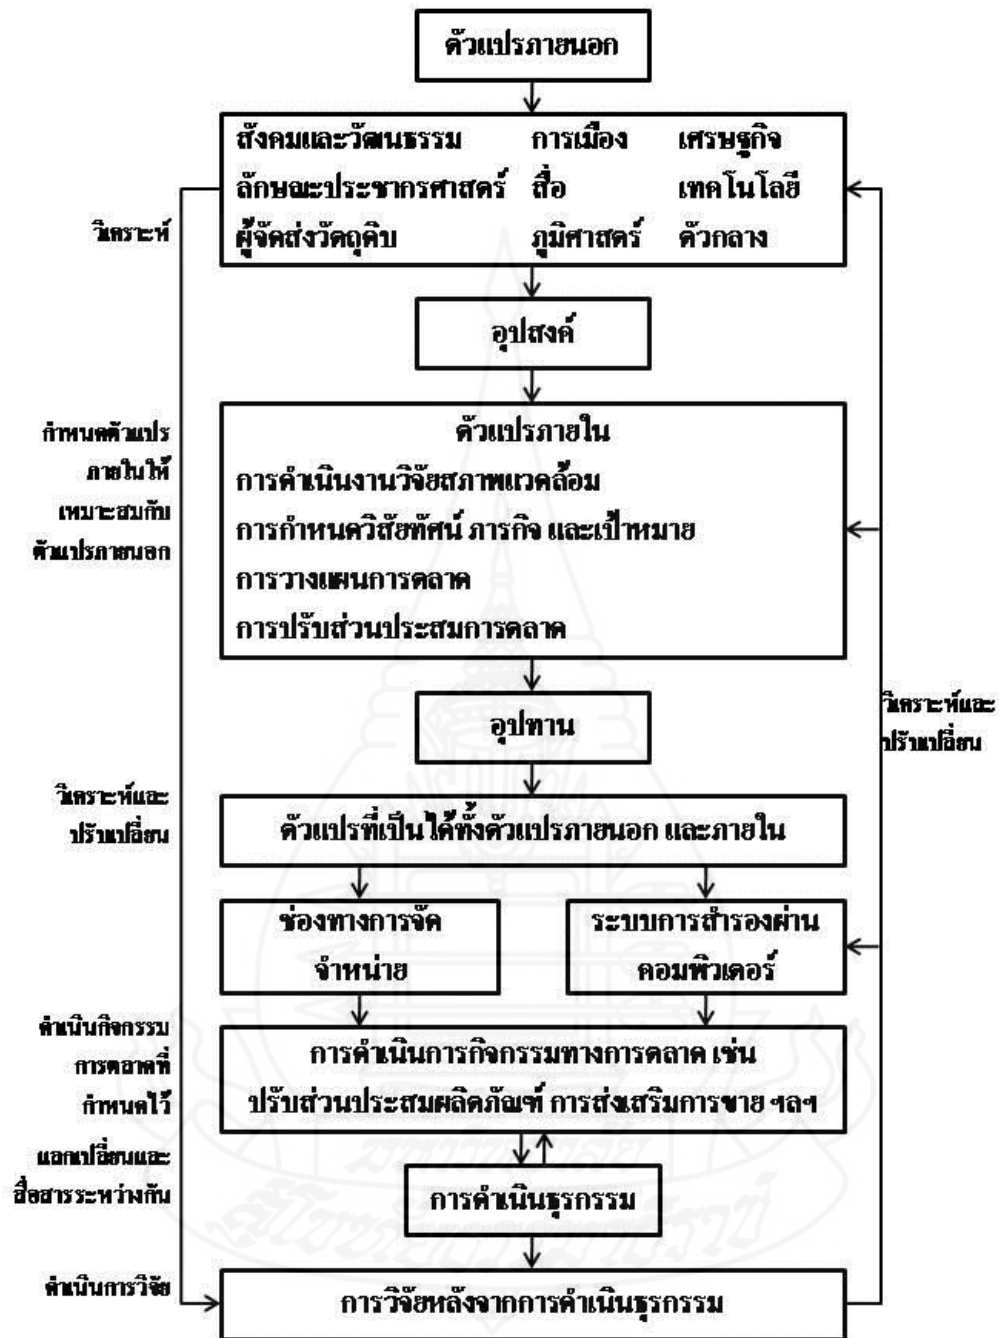 ตัวแปรภายนอก
สังคมและวัฒนธรรม การเมือง เศรษฐกิจ
ลักษณะประชากรศาสตร์ สื่อ เทคโนโลยี
ผู้จัดส่งวัตถุดิบ ภูมิศาสตร์ ตัวกลาง
วิเคราะห์
อุปสงค์
กำหนดตัวแปร
ภายในให้
เหมาะสมกับ
ตัวแปรภายนอก
ตัวแปรภายใน
การดำเนินงานวิจัยสภาพแวดล้อม
การกำหนดวิสัยทัศน์ ภารกิจ และเป้าหมาย
การวางแผนการตลาด
การปรับส่วนประสมการตลาด
อุปทาน
วิเคราะห์และ
ปรับเปลี่ยน
วิเคราะห์และ
ปรับเปลี่ยน
ตัวแปรที่เป็นได้ทั้งตัวแปรภายนอก และภายใน
ช่องทางการจัด
จำหน่าย
ระบบการสำรองผ่าน
คอมพิวเตอร์
ดำเนินกิจกรรม
การตลาดที่
กำหนดไว้
การดำเนินการกิจกรรมทางการตลาด เช่น
ปรับส่วนประสมผลิตภัณฑ์ การส่งเสริมการขาย ฯลฯ
แลกเปลี่ยนและ
สื่อสารระหว่างกัน
การดำเนินธุรกรรม
ดำเนินการวิจัย
การวิจัยหลังจากการดำเนินธุรกรรม